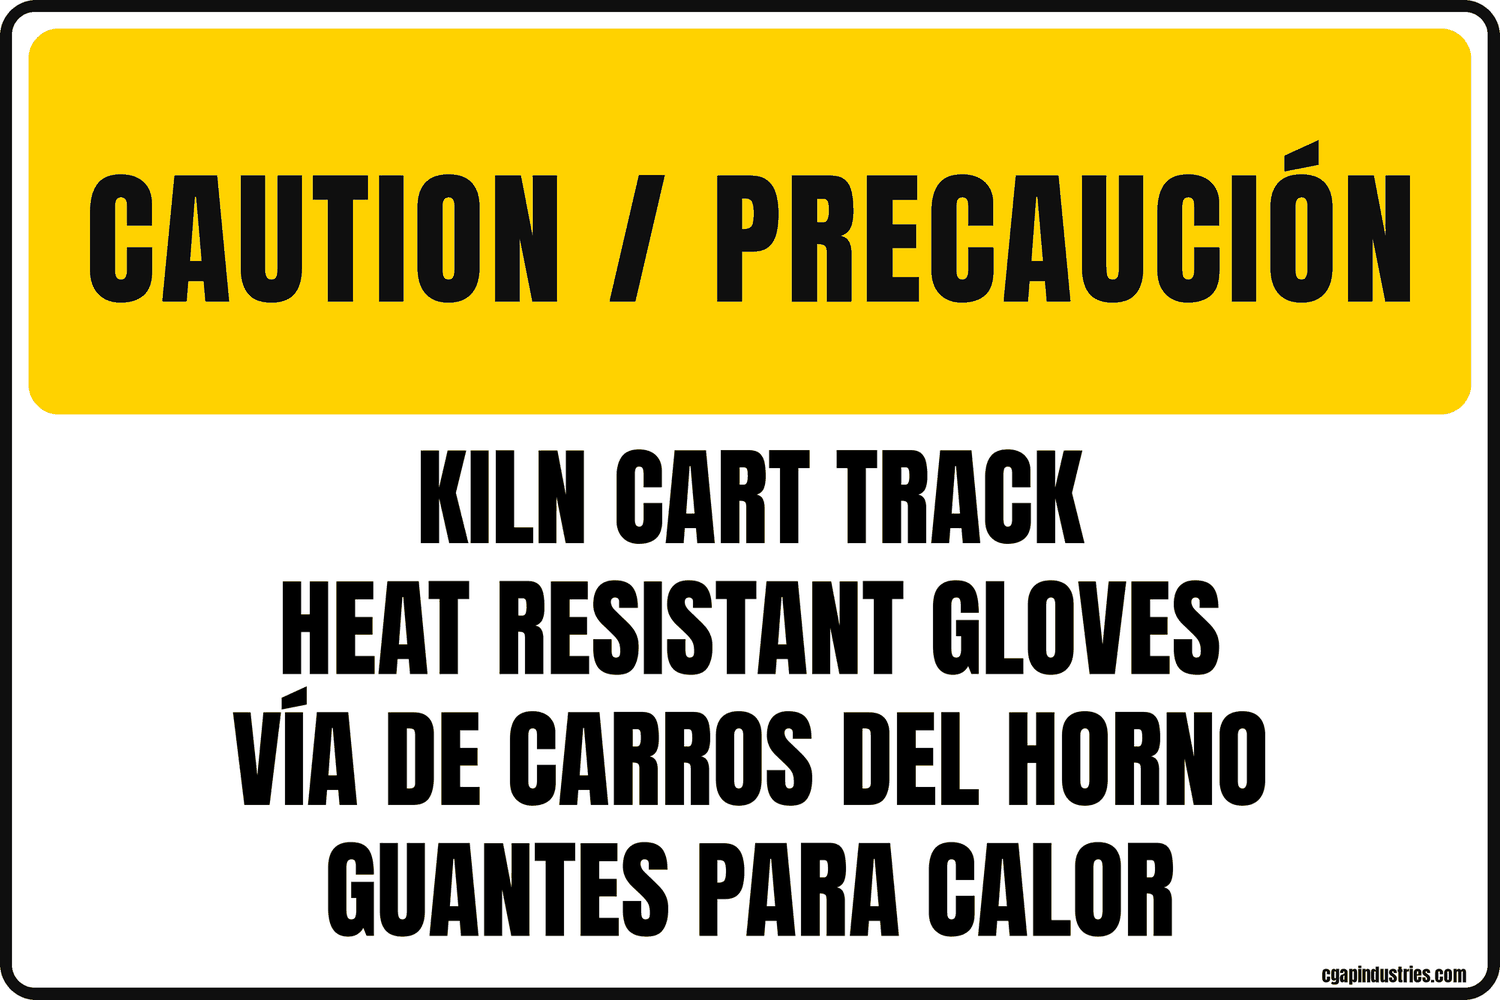 CAUTION / PRECAUCIÓN
KILN CART TRACK
HEAT RESISTANT GLOVES
VÍA DE CARROS DEL HORNO
GUANTES PARA CALOR
cgapindustries.com